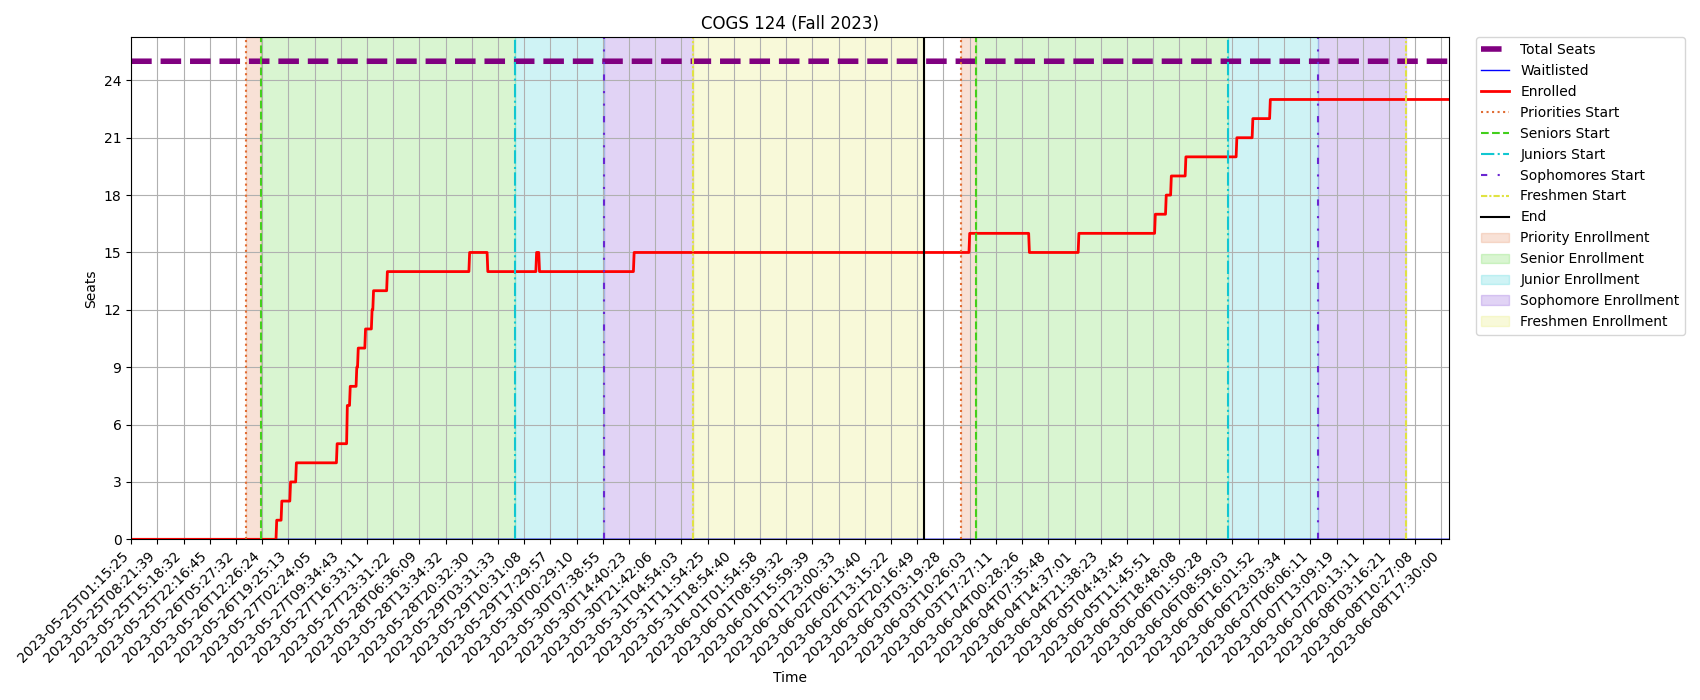 COGS 124 (Fall 2023)
Seats
24
21
18
15
12
9
6
3
0
2023-05-25T01:15:25
2023-05-25T08:21:39
2023-05-25T15:18:32
2023-05-25T22:16:45
2023-05-26T05:27:32
2023-05-26T12:26:24
2023-05-26T19:25:13
2023-05-27T02:24:05
2023-05-27T09:34:43
2023-05-27T16:33:11
2023-05-27T23:31:22
2023-05-28T06:36:09
2023-05-28T13:34:32
2023-05-28T20:32:30
2023-05-29T03:31:33
2023-05-29T10:31:08
2023-05-29T17:29:57
2023-05-30T00:29:10
2023-05-30T07:38:55
2023-05-30T14:40:23
2023-05-30T21:42:06
2023-05-31T04:54:03
2023-05-31T11:54:25
2023-05-31T18:54:40
2023-06-01T01:54:58
2023-06-01T08:59:32
2023-06-01T15:59:39
2023-06-01T23:00:33
2023-06-02T06:13:40
2023-06-02T13:15:22
2023-06-02T20:16:49
2023-06-03T03:19:28
2023-06-03T10:26:03
2023-06-03T17:27:11
2023-06-04T00:28:26
2023-06-04T07:35:48
2023-06-04T14:37:01
2023-06-04T21:38:23
2023-06-05T04:43:45
2023-06-05T11:45:51
2023-06-05T18:48:08
2023-06-06T01:50:28
2023-06-06T08:59:03
2023-06-06T16:01:52
2023-06-06T23:03:34
2023-06-07T06:06:11
2023-06-07T13:09:19
2023-06-07T20:13:11
2023-06-08T03:16:21
2023-06-08T10:27:08
2023-06-08T17:30:00
Time
Total Seats
Waitlisted
Enrolled
Priorities Start
Seniors Start
Juniors Start
Sophomores Start
Freshmen Start
End
Priority Enrollment
Senior Enrollment
Junior Enrollment
Sophomore Enrollment
Freshmen Enrollment